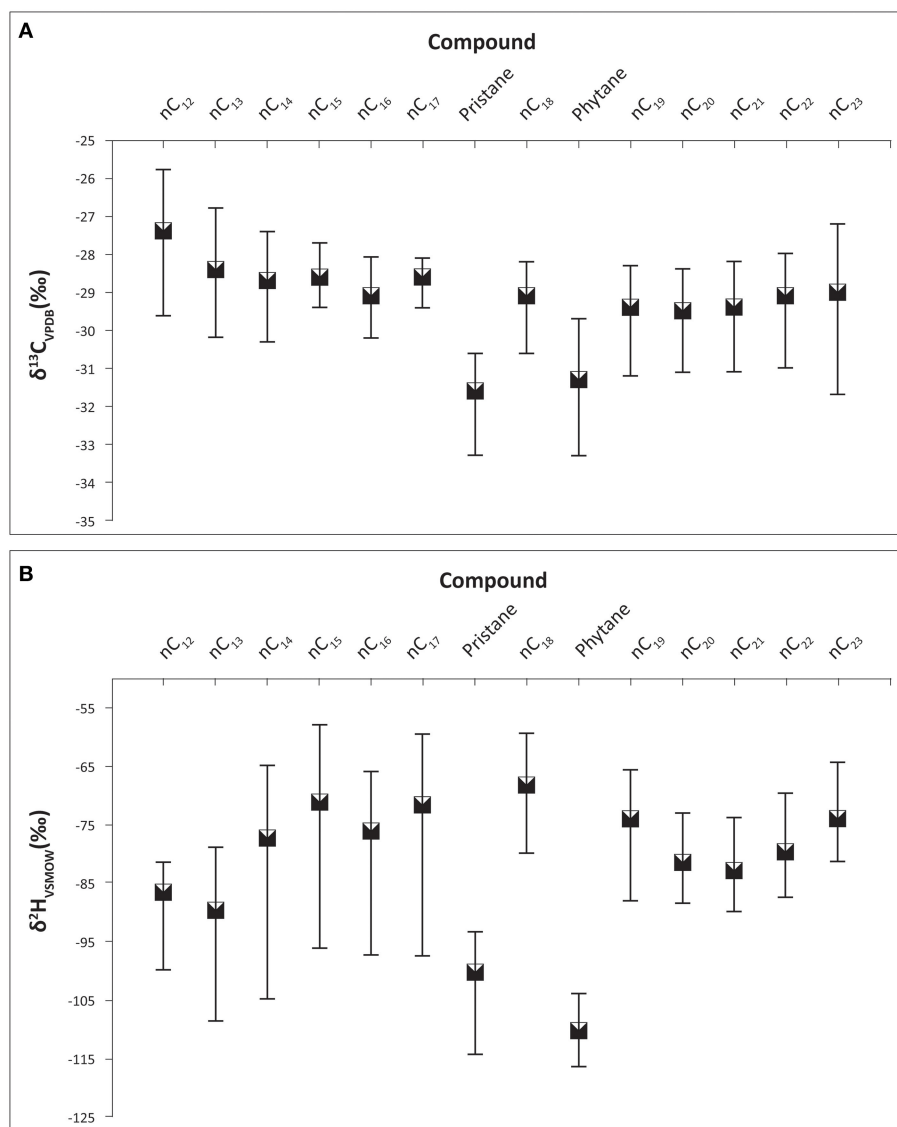 A
Compound
nC₁₂ nC₁₃ nC₁₄ nC₁₅ nC₁₆ nC₁₇ Pristane nC₁₈ Phytane nC₁₉ nC₂₀ nC₂₁ nC₂₂ nC₂₃
δ¹³C_VPDB(‰)
-25
-26
-27
-28
-29
-30
-31
-32
-33
-34
-35
B
Compound
nC₁₂ nC₁₃ nC₁₄ nC₁₅ nC₁₆ nC₁₇ Pristane nC₁₈ Phytane nC₁₉ nC₂₀ nC₂₁ nC₂₂ nC₂₃
δ²H_VSMOW(‰)
-55
-65
-75
-85
-95
-105
-115
-125